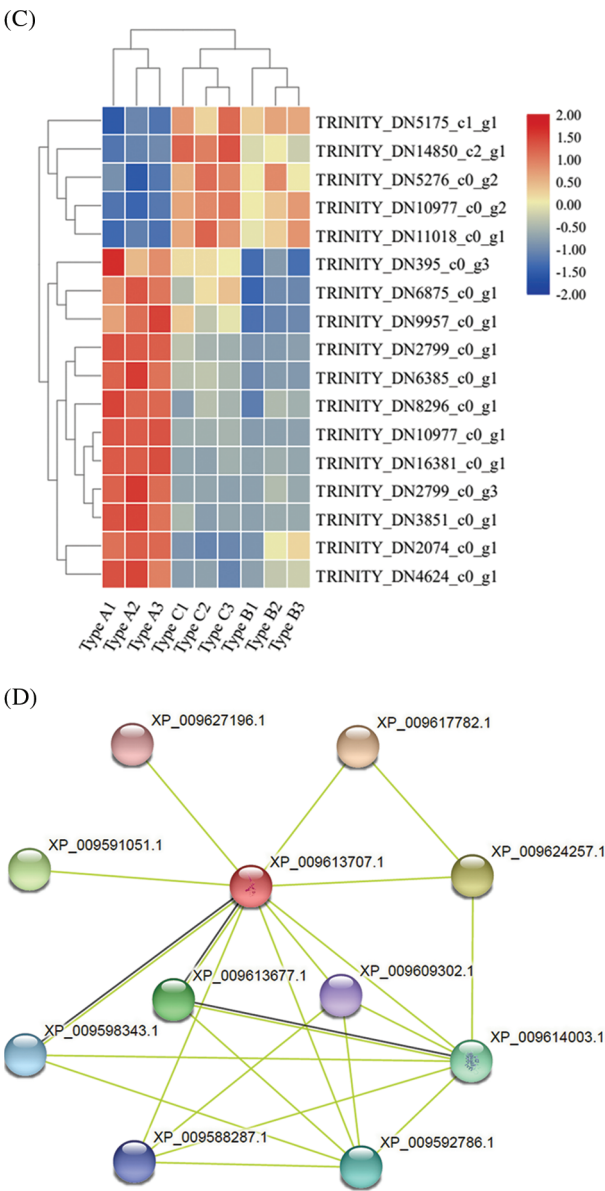 (C)
TRINITY_DN5175_c1_g1
TRINITY_DN14850_c2_g1
TRINITY_DN5276_c0_g2
TRINITY_DN10977_c0_g2
TRINITY_DN11018_c0_g1
TRINITY_DN395_c0_g3
TRINITY_DN6875_c0_g1
TRINITY_DN9957_c0_g1
TRINITY_DN2799_c0_g1
TRINITY_DN6385_c0_g1
TRINITY_DN8296_c0_g1
TRINITY_DN10977_c0_g1
TRINITY_DN16381_c0_g1
TRINITY_DN2799_c0_g3
TRINITY_DN3851_c0_g1
TRINITY_DN2074_c0_g1
TRINITY_DN4624_c0_g1
2.00
1.50
1.00
0.50
0.00
-0.50
-1.00
-1.50
-2.00
Type A1
Type A2
Type A3
Type C1
Type C2
Type C3
Type B1
Type B2
Type B3
(D)
XP_009627196.1
XP_009617782.1
XP_009591051.1
XP_009613707.1
XP_009624257.1
XP_009613677.1
XP_009609302.1
XP_009598343.1
XP_009614003.1
XP_009588287.1
XP_009592786.1